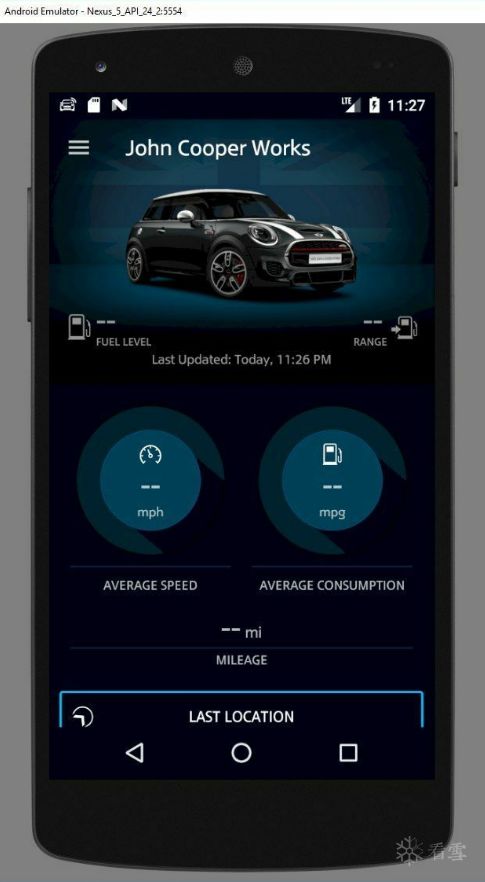 Android Emulator - Nexus_5_API_24_2:5554
LTE 11:27
John Cooper Works
-- --
FUEL LEVEL RANGE
Last Updated: Today, 11:26 PM
-- --
mph mpg
AVERAGE SPEED AVERAGE CONSUMPTION
-- mi
MILEAGE
LAST LOCATION
看雪